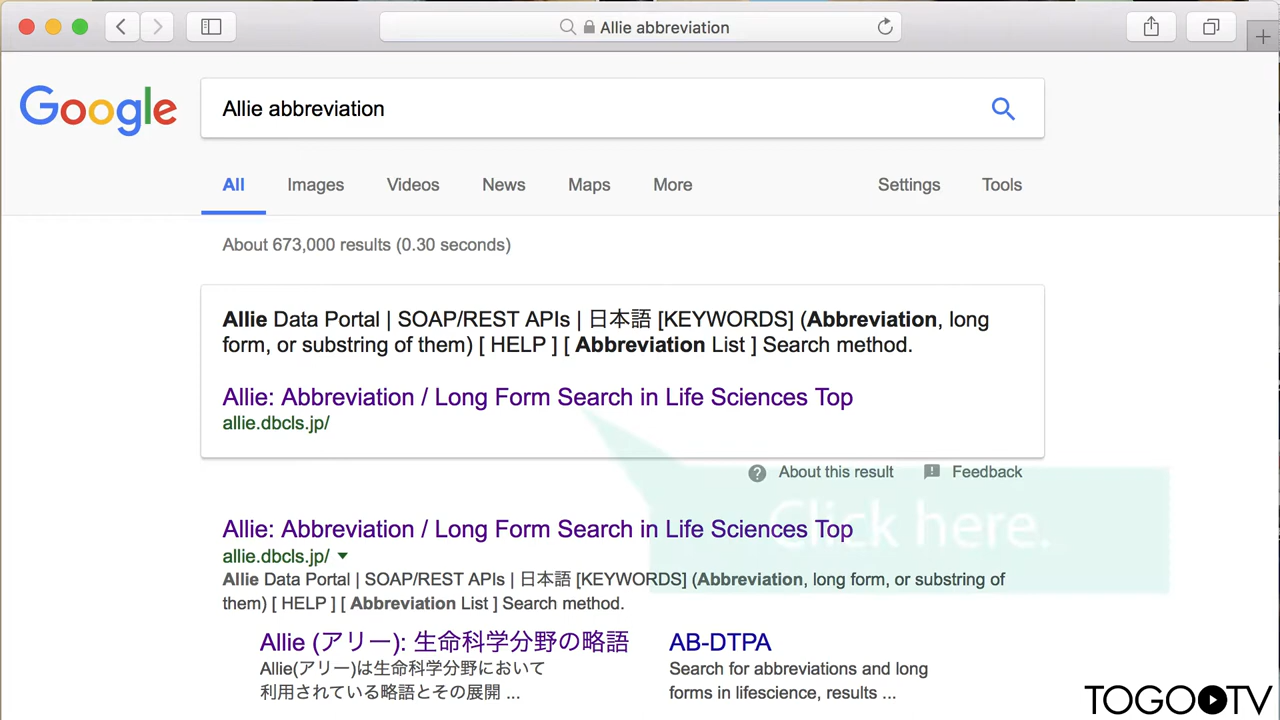 Allie abbreviation
Google
Allie abbreviation
All Images Videos News Maps More Settings Tools
About 673,000 results (0.30 seconds)
Allie Data Portal | SOAP/REST APIs | 日本語 [KEYWORDS] (Abbreviation, long
form, or substring of them) [ HELP ] [ Abbreviation List ] Search method.
Allie: Abbreviation / Long Form Search in Life Sciences Top
allie.dbcls.jp/
About this result Feedback
Click here.
Allie: Abbreviation / Long Form Search in Life Sciences Top
allie.dbcls.jp/
Allie Data Portal | SOAP/REST APIs | 日本語 [KEYWORDS] (Abbreviation, long form, or substring of
them) [ HELP ] [ Abbreviation List ] Search method.
Allie (アリー): 生命科学分野の略語
Allie(アリー)は生命科学分野において
利用されている略語とその展開 ...
AB-DTPA
Search for abbreviations and long
forms in lifescience, results ...
TOGOTV